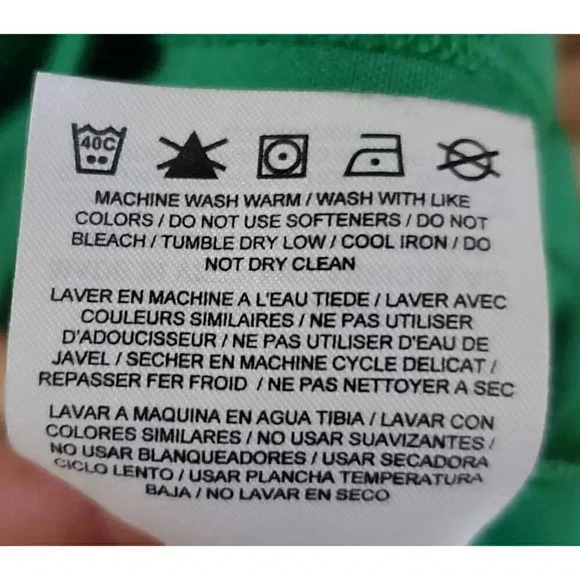 40C
MACHINE WASH WARM / WASH WITH LIKE
COLORS / DO NOT USE SOFTENERS / DO NOT
BLEACH / TUMBLE DRY LOW / COOL IRON / DO
NOT DRY CLEAN
LAVER EN MACHINE A L'EAU TIEDE / LAVER AVEC
COULEURS SIMILAIRES / NE PAS UTILISER
D'ADOUCISSEUR / NE PAS UTILISER D'EAU DE
JAVEL / SECHER EN MACHINE CYCLE DELICAT /
REPASSER FER FROID / NE PAS NETTOYER A SEC
LAVAR A MAQUINA EN AGUA TIBIA / LAVAR CON
COLORES SIMILARES / NO USAR SUAVIZANTES /
NO USAR BLANQUEADORES / USAR SECADORA
CICLO LENTO / USAR PLANCHA TEMPERATURA
BAJA / NO LAVAR EN SECO